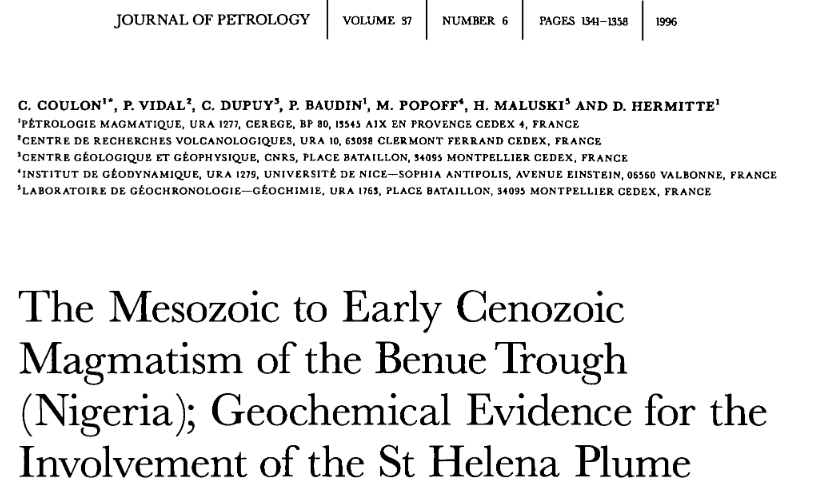 JOURNAL OF PETROLOGY | VOLUME 37 | NUMBER 6 | PAGES 1341–1358 | 1996
C. COULON¹*, P. VIDAL², C. DUPUY³, P. BAUDIN¹, M. POPOFF⁴, H. MALUSKI⁵ AND D. HERMITTE¹
¹PÉTROLOGIE MAGMATIQUE, URA 1277, CEREGE, BP 80, 13545 AIX EN PROVENCE CEDEX 4, FRANCE
²CENTRE DE RECHERCHES VOLCANOLOGIQUES, URA 10, 63038 CLERMONT FERRAND CEDEX, FRANCE
³CENTRE GÉOLOGIQUE ET GÉOPHYSIQUE, CNRS, PLACE BATAILLON, 34095 MONTPELLIER CEDEX, FRANCE
⁴INSTITUT DE GÉODYNAMIQUE, URA 1279, UNIVERSITÉ DE NICE—SOPHIA ANTIPOLIS, AVENUE EINSTEIN, 06560 VALBONNE, FRANCE
⁵LABORATOIRE DE GÉOCHRONOLOGIE—GÉOCHIMIE, URA 1763, PLACE BATAILLON, 34095 MONTPELLIER CEDEX, FRANCE
The Mesozoic to Early Cenozoic
Magmatism of the Benue Trough
(Nigeria); Geochemical Evidence for the
Involvement of the St Helena Plume